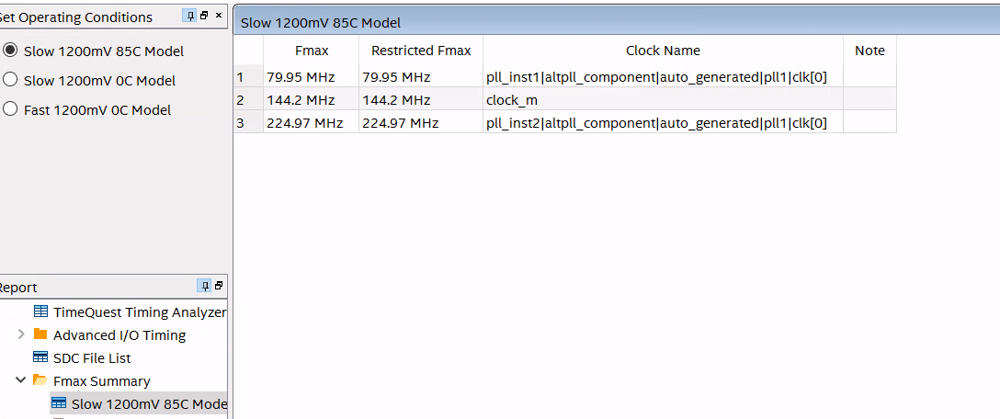 Set Operating Conditions
Slow 1200mV 85C Model
Slow 1200mV 0C Model
Fast 1200mV 0C Model
Report
TimeQuest Timing Analyzer
Advanced I/O Timing
SDC File List
Fmax Summary
Slow 1200mV 85C Mode
Slow 1200mV 85C Model
Fmax Restricted Fmax Clock Name Note
1 79.95 MHz 79.95 MHz pll_inst1|altpll_component|auto_generated|pll1|clk[0]
2 144.2 MHz 144.2 MHz clock_m
3 224.97 MHz 224.97 MHz pll_inst2|altpll_component|auto_generated|pll1|clk[0]